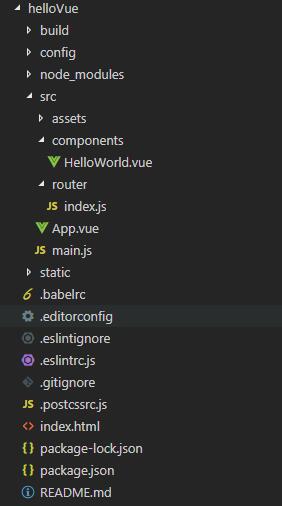 helloVue
build
config
node_modules
src
assets
components
HelloWorld.vue
router
JS index.js
App.vue
JS main.js
static
.babelrc
.editorconfig
.eslintignore
.eslintrc.js
.gitignore
JS .postcssrc.js
<> index.html
{} package-lock.json
{} package.json
README.md